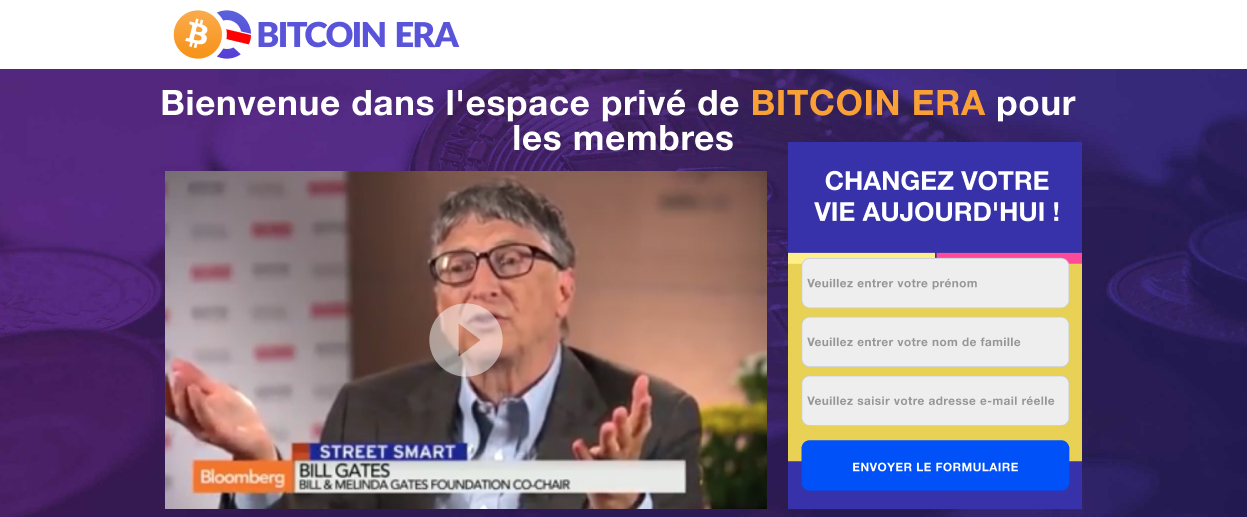 BITCOIN ERA
Bienvenue dans l'espace privé de BITCOIN ERA pour
les membres
CHANGEZ VOTRE
VIE AUJOURD'HUI !
Veuillez entrer votre prénom
Veuillez entrer votre nom de famille
Veuillez saisir votre adresse e-mail réelle
ENVOYER LE FORMULAIRE
STREET SMART
Bloomberg
BILL GATES
BILL & MELINDA GATES FOUNDATION CO-CHAIR